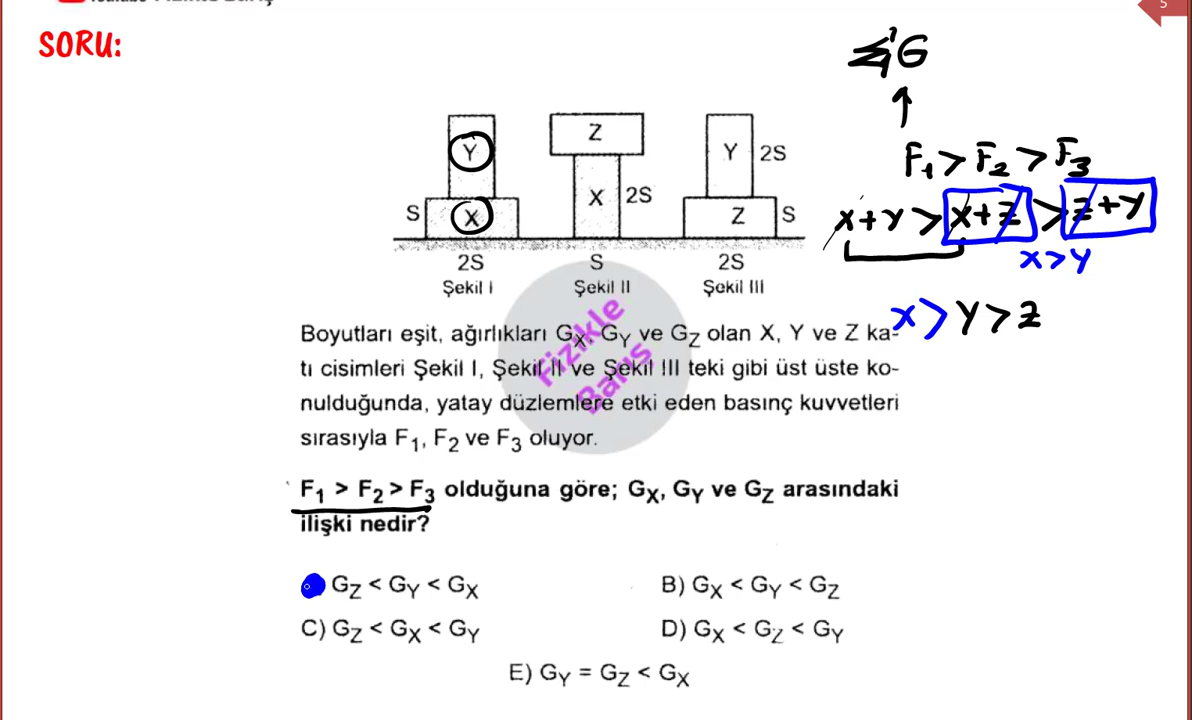 5
SORU:
ΣG
↑
F₁ > F₂ > F₃
x+y > x+z > z+y
x>y
x > y > z
Y
X
S
2S
Şekil I
Z
X
2S
S
Şekil II
Y
2S
Z
S
2S
Şekil III
Fizikle
Barış
Boyutları eşit, ağırlıkları GX, GY ve GZ olan X, Y ve Z ka-
tı cisimleri Şekil I, Şekil II ve Şekil III teki gibi üst üste ko-
nulduğunda, yatay düzlemlere etki eden basınç kuvvetleri
sırasıyla F₁, F₂ ve F₃ oluyor.
F₁ > F₂ > F₃ olduğuna göre; GX, GY ve GZ arasındaki
ilişki nedir?
GZ < GY < GX
B) GX < GY < GZ
C) GZ < GX < GY
D) GX < GZ < GY
E) GY = GZ < GX